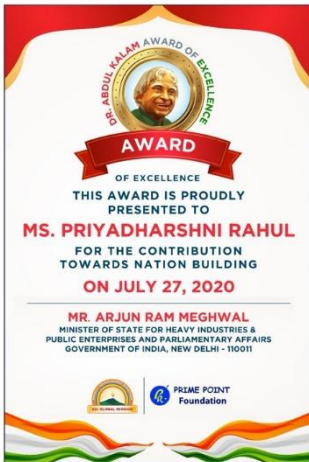 DR. ABDUL KALAM AWARD OF EXCELLENCE
AWARD
OF EXCELLENCE
THIS AWARD IS PROUDLY
PRESENTED TO
MS. PRIYADHARSHNI RAHUL
FOR THE CONTRIBUTION
TOWARDS NATION BUILDING
ON JULY 27, 2020
MR. ARJUN RAM MEGHWAL
MINISTER OF STATE FOR HEAVY INDUSTRIES &
PUBLIC ENTERPRISES AND PARLIAMENTARY AFFAIRS
GOVERNMENT OF INDIA, NEW DELHI - 110011
PRIME POINT
Foundation